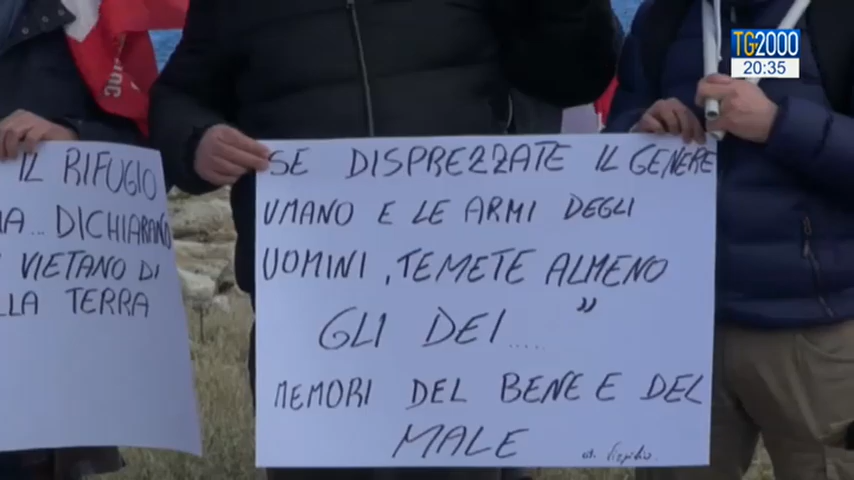 TG2000
20:35
IL RIFUGIO
... DICHIARANO
VIETANO DI
LLA TERRA
SE DISPREZZATE IL GENERE
UMANO E LE ARMI DEGLI
UOMINI, TEMETE ALMENO
GLI DEI..... "
MEMORI DEL BENE E DEL
MALE